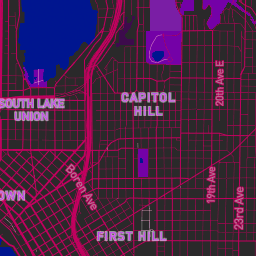 CAPITOL
HILL
20th Ave E
SOUTH LAKE
UNION
Boren Ave
19th Ave
23rd Ave
OWN
FIRST HILL